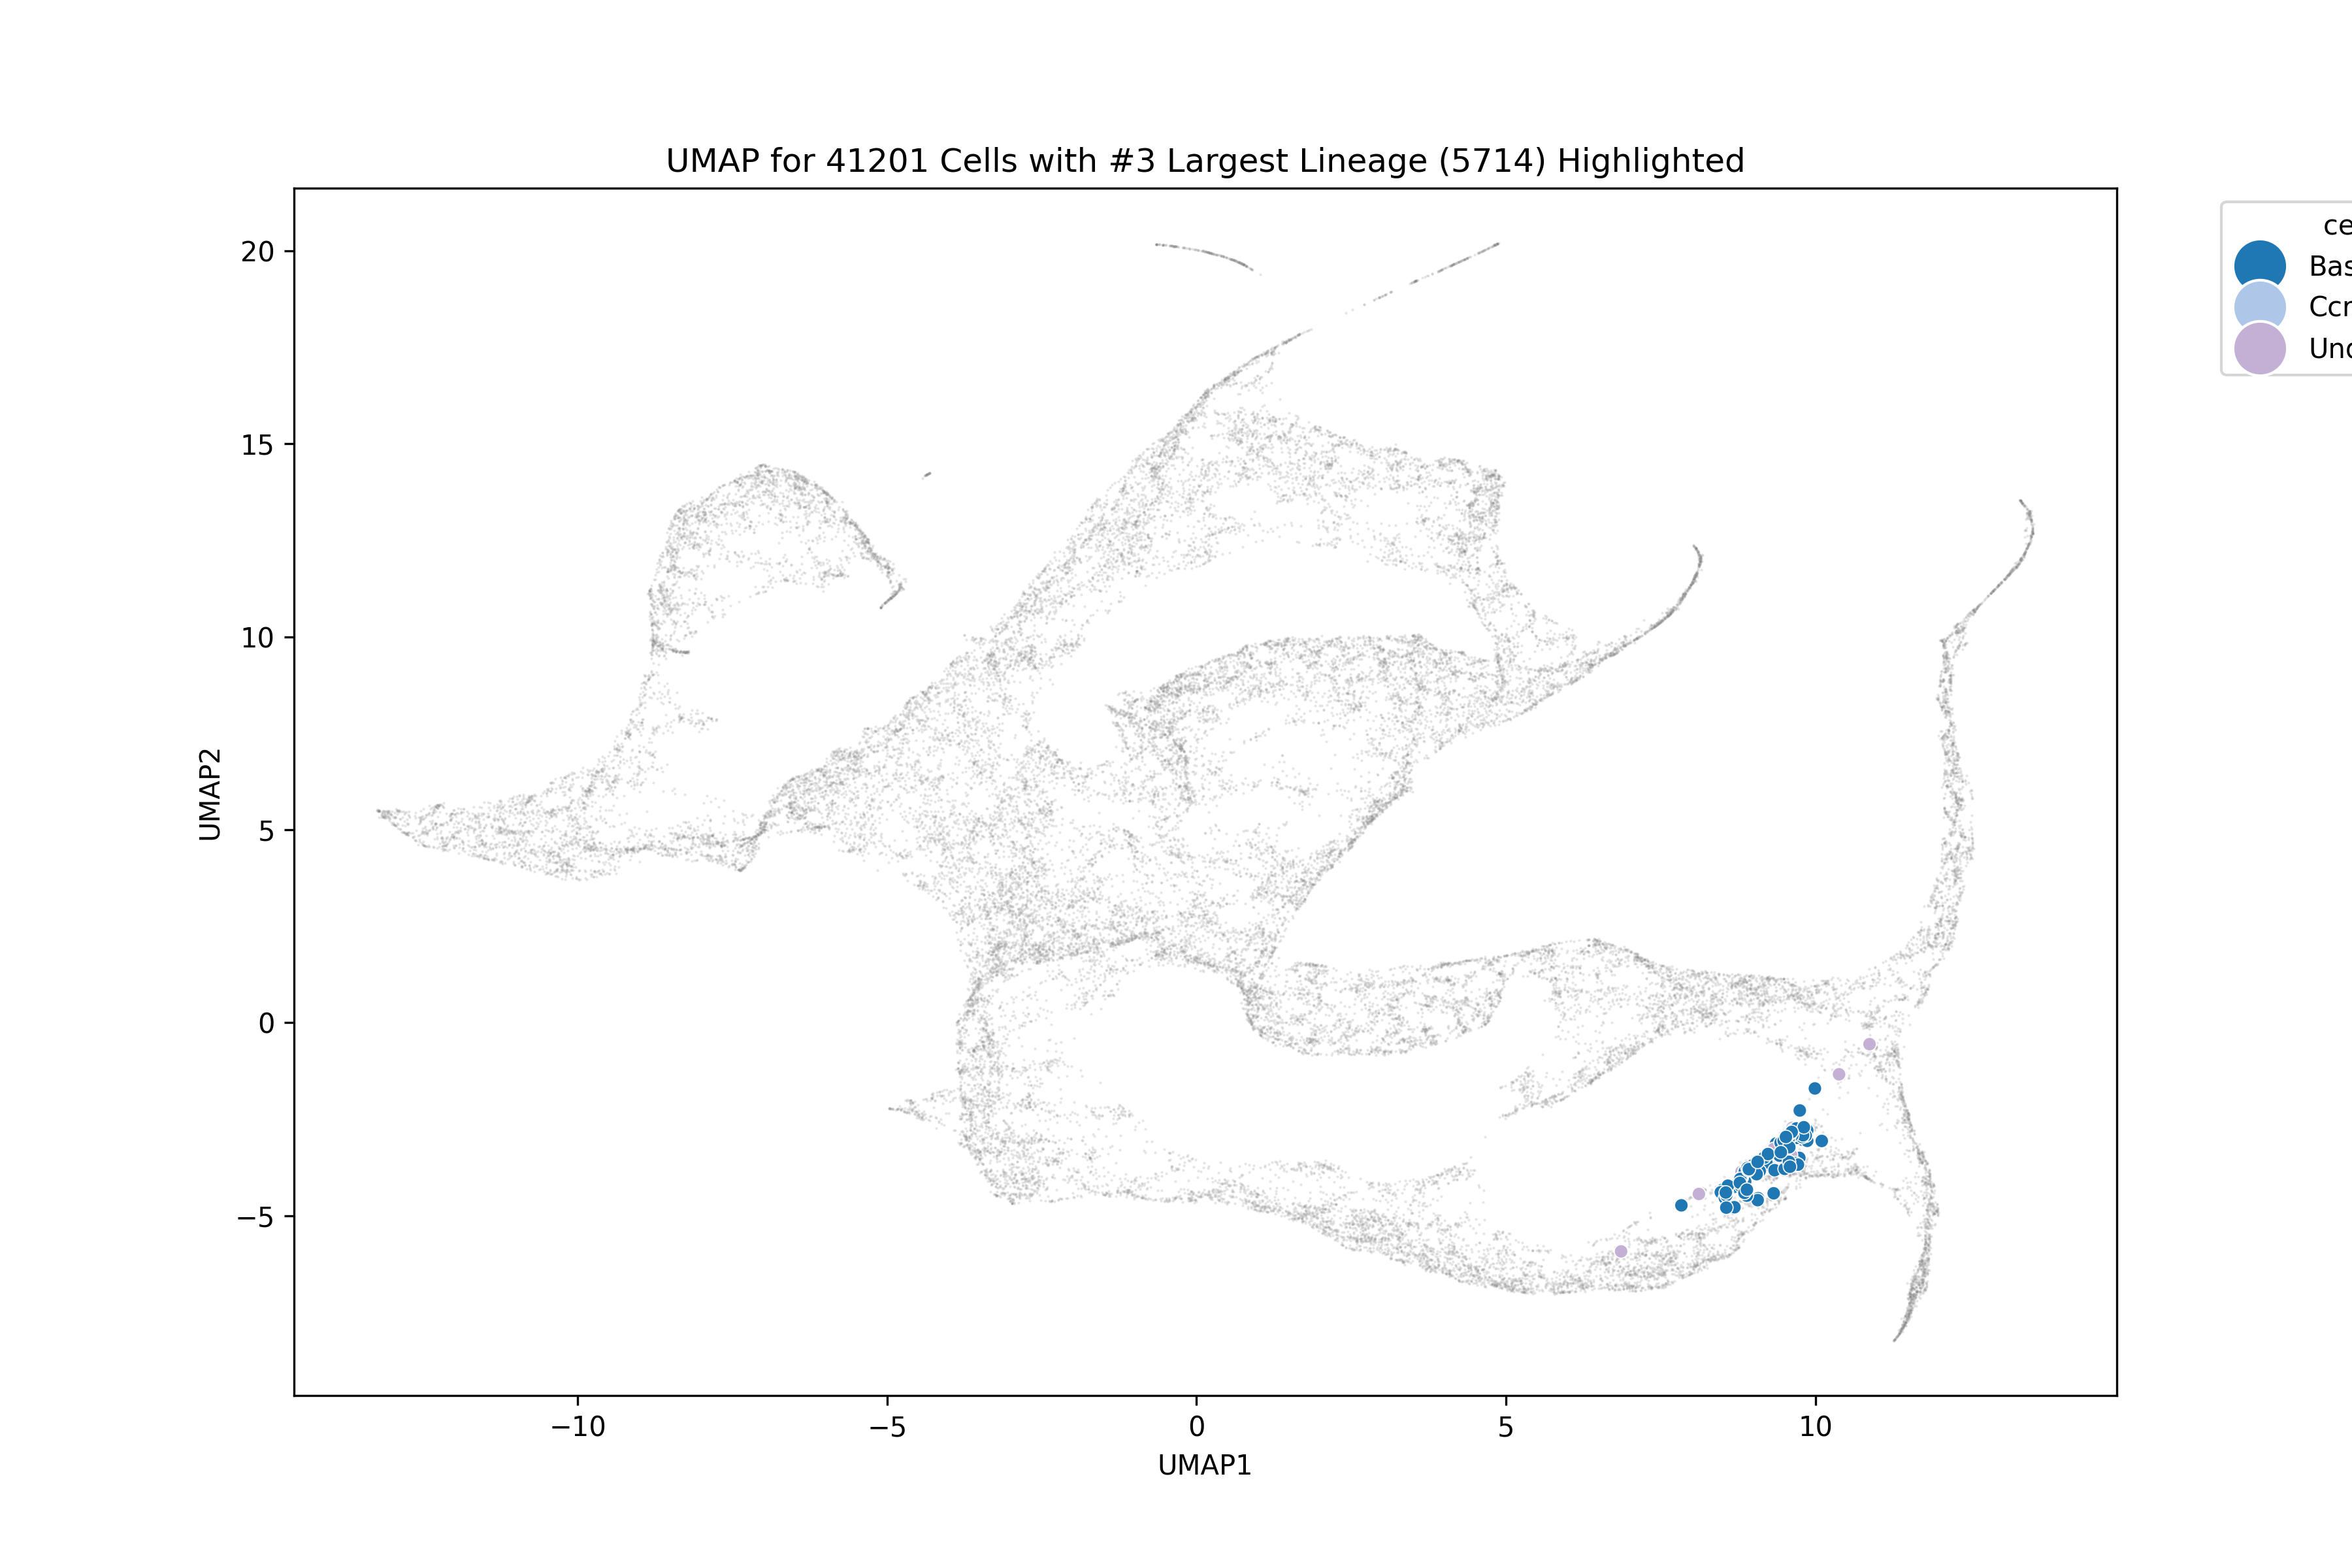 UMAP for 41201 Cells with #3 Largest Lineage (5714) Highlighted
ce
Bas
Ccr
Und
20
15
10
5
0
−5
UMAP2
−10
−5
0
5
10
UMAP1